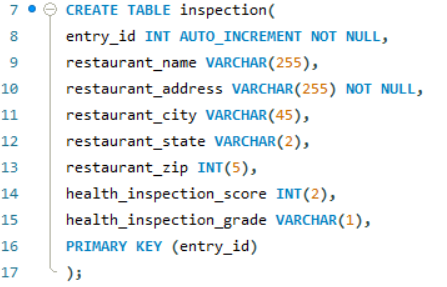 7 CREATE TABLE inspection(
8 entry_id INT AUTO_INCREMENT NOT NULL,
9 restaurant_name VARCHAR(255),
10 restaurant_address VARCHAR(255) NOT NULL,
11 restaurant_city VARCHAR(45),
12 restaurant_state VARCHAR(2),
13 restaurant_zip INT(5),
14 health_inspection_score INT(2),
15 health_inspection_grade VARCHAR(1),
16 PRIMARY KEY (entry_id)
17 );